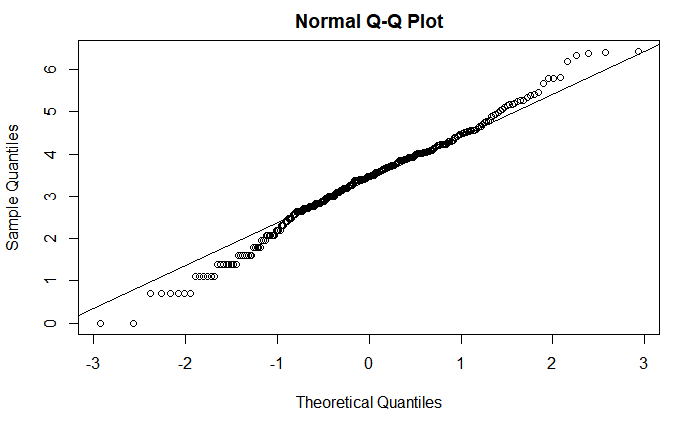 Normal Q-Q Plot
Sample Quantiles
6
5
4
3
2
1
0
-3 -2 -1 0 1 2 3
Theoretical Quantiles